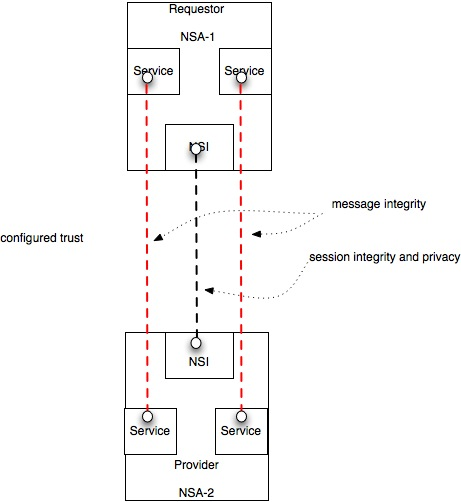 Requestor
NSA-1
Service
Service
NSI
message integrity
configured trust
session integrity and privacy
NSI
Service
Service
Provider
NSA-2